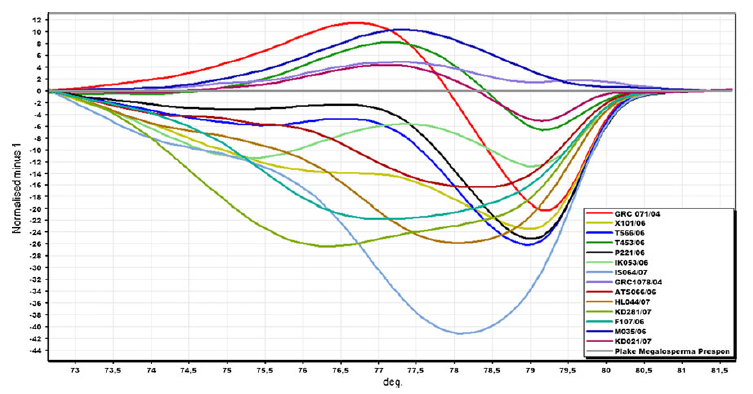 12
10
8
6
4
2
0
-2
-4
-6
-8
-10
-12
-14
-16
-18
-20
-22
-24
-26
-28
-30
-32
-34
-36
-38
-40
-42
-44
Normalised minus 1
GRC 071/04
X101/06
T556/06
T453/06
P221/06
IK053/06
IS064/07
GRC1078/04
ATS066/06
HL044/07
KD281/07
F107/06
M035/06
KD021/07
Plake Megalosperma Prespon
73 73,5 74 74,5 75 75,5 76 76,5 77 77,5 78 78,5 79 79,5 80 80,5 81 81,5
deg.